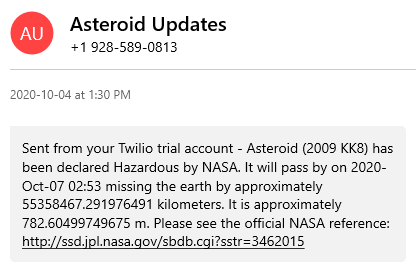 AU
Asteroid Updates
+1 928-589-0813
2020-10-04 at 1:30 PM
Sent from your Twilio trial account - Asteroid (2009 KK8) has
been declared Hazardous by NASA. It will pass by on 2020-
Oct-07 02:53 missing the earth by approximately
55358467.291976491 kilometers. It is approximately
782.60499749675 m. Please see the official NASA reference:
http://ssd.jpl.nasa.gov/sbdb.cgi?sstr=3462015